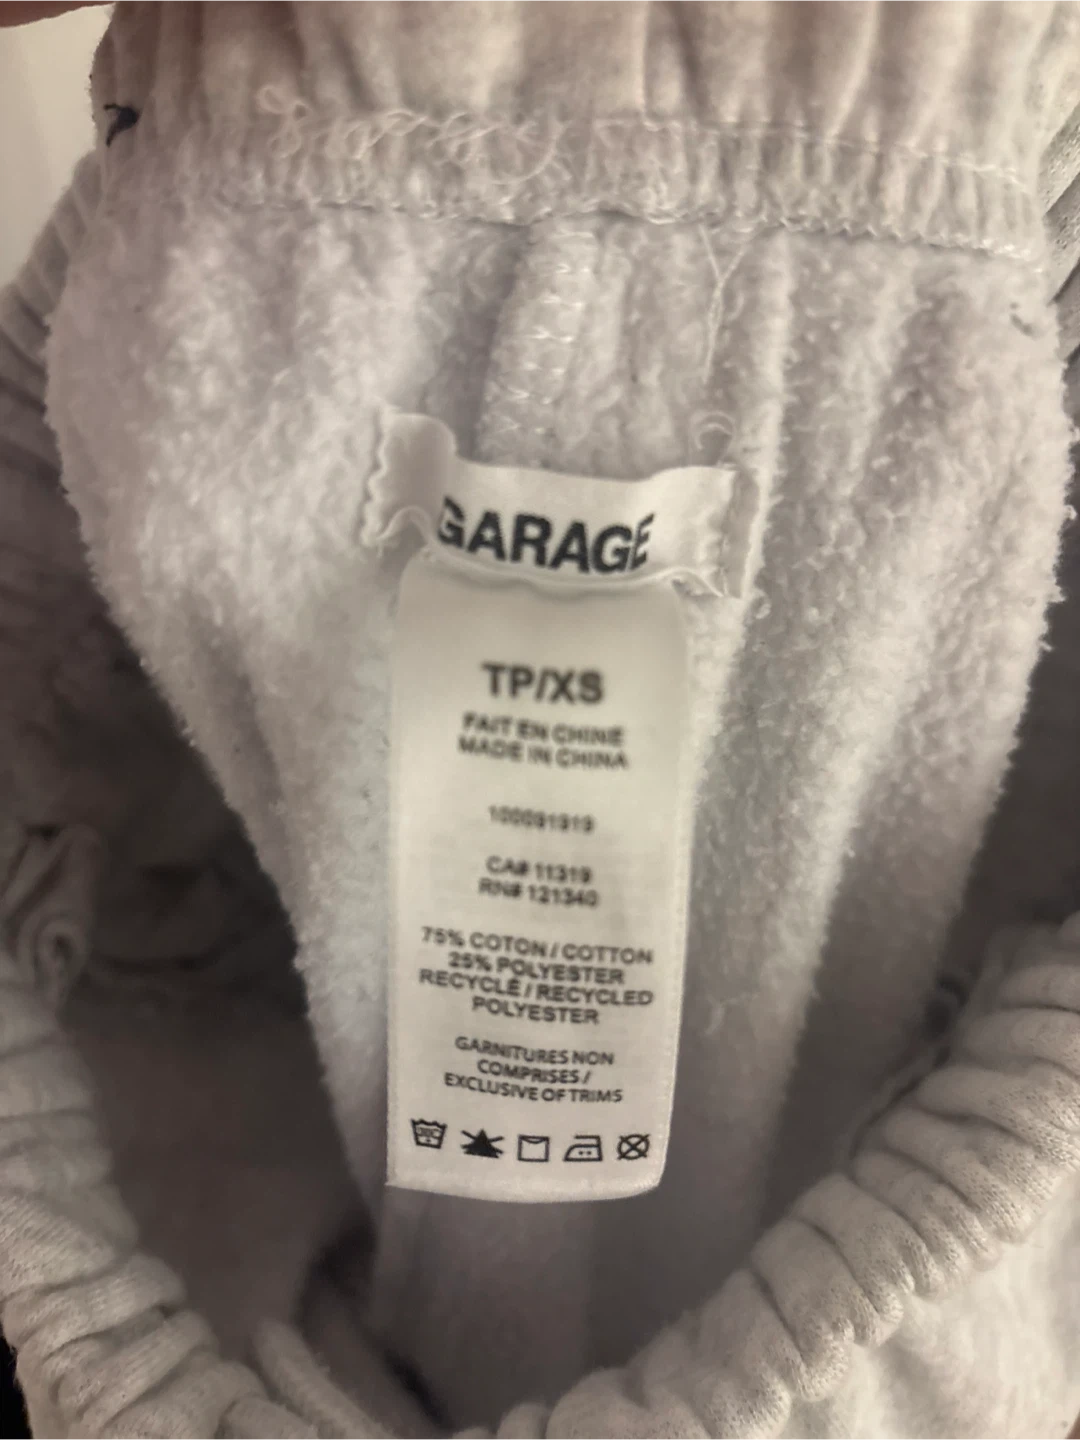 GARAGE
TP/XS
FAIT EN CHINE
MADE IN CHINA
100091919
CA# 11319
RN# 121340
75% COTON / COTTON
25% POLYESTER
RECYCLÉ / RECYCLED
POLYESTER
GARNITURES NON
COMPRISES /
EXCLUSIVE OF TRIMS